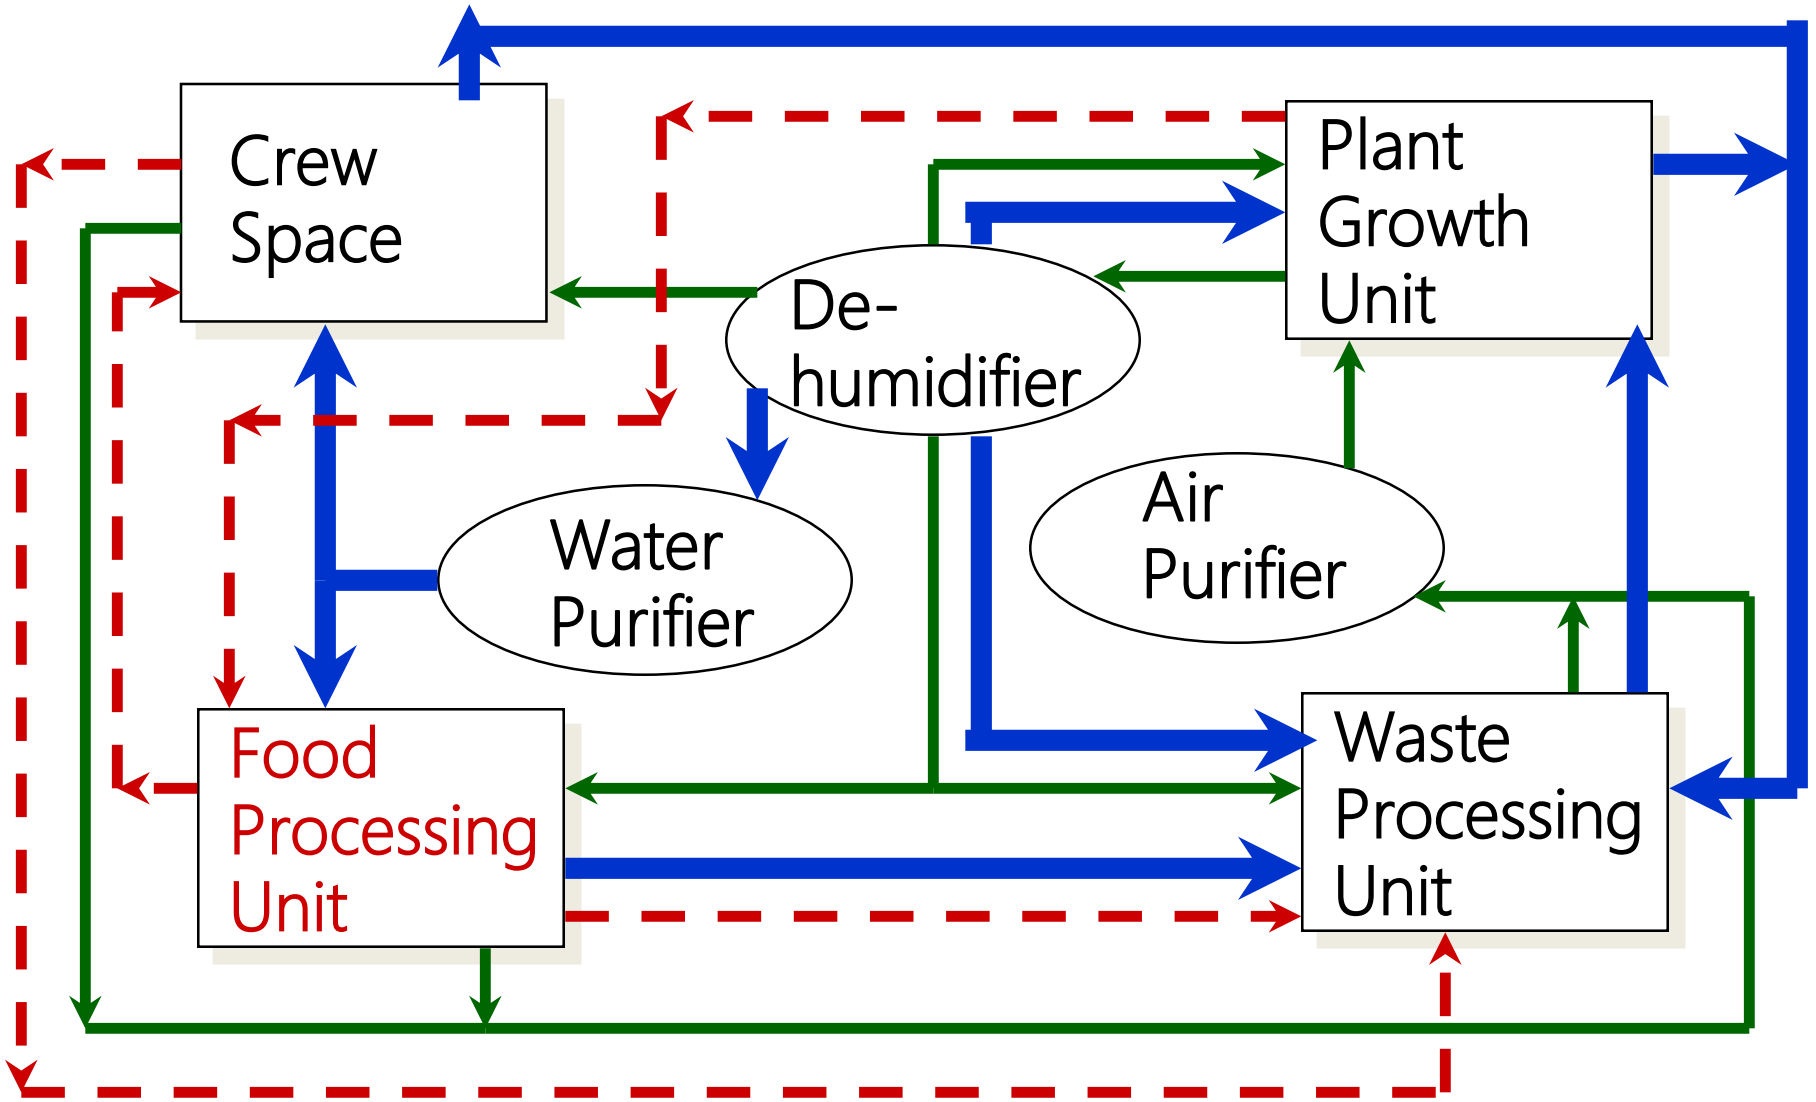 Crew
Space
Plant
Growth
Unit
De-
humidifier
Air
Purifier
Water
Purifier
Food
Processing
Unit
Waste
Processing
Unit